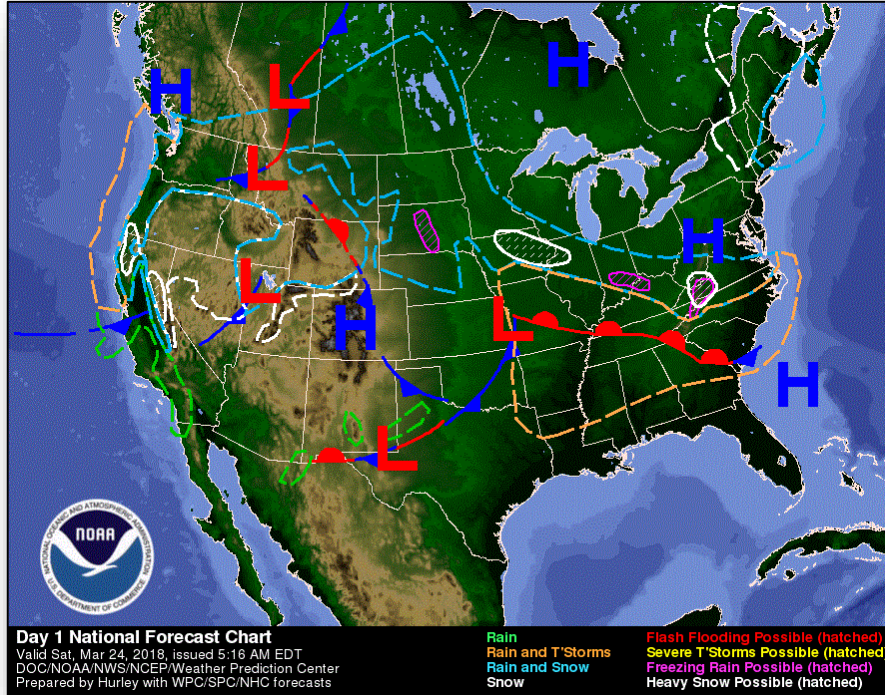 H
L
H
L
H
L
H
L
H
L
NOAA
NATIONAL OCEANIC AND ATMOSPHERIC ADMINISTRATION
U.S. DEPARTMENT OF COMMERCE
Day 1 National Forecast Chart
Valid Sat, Mar 24, 2018, issued 5:16 AM EDT
DOC/NOAA/NWS/NCEP/Weather Prediction Center
Prepared by Hurley with WPC/SPC/NHC forecasts
Rain
Rain and T'Storms
Rain and Snow
Snow
Flash Flooding Possible (hatched)
Severe T'Storms Possible (hatched)
Freezing Rain Possible (hatched)
Heavy Snow Possible (hatched)